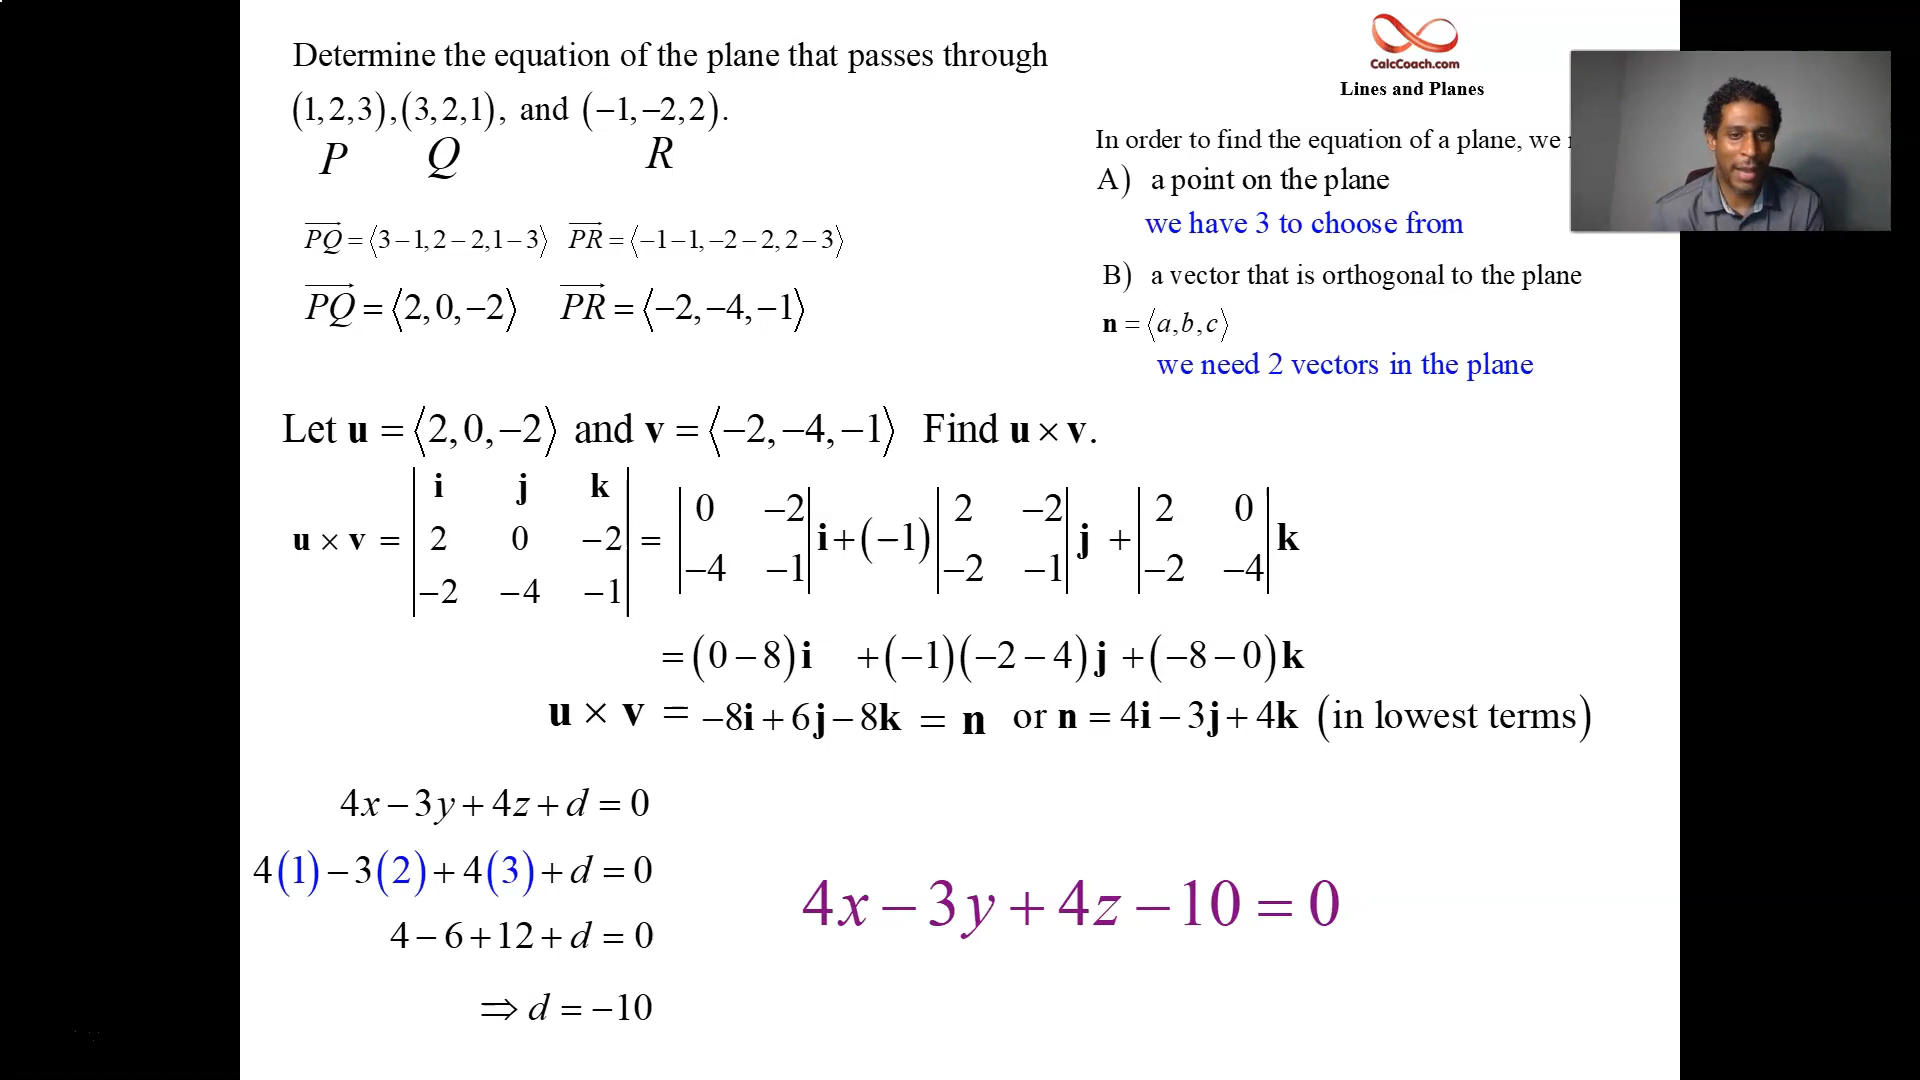 Determine the equation of the plane that passes through
(1,2,3),(3,2,1), and (−1,−2,2).
P Q R
PQ = ⟨3−1,2−2,1−3⟩ PR = ⟨−1−1,−2−2,2−3⟩
PQ = ⟨2,0,−2⟩ PR = ⟨−2,−4,−1⟩
CalcCoach.com
Lines and Planes
In order to find the equation of a plane, we
A) a point on the plane
we have 3 to choose from
B) a vector that is orthogonal to the plane
n = ⟨a,b,c⟩
we need 2 vectors in the plane
Let u = ⟨2,0,−2⟩ and v = ⟨−2,−4,−1⟩ Find u × v.
u × v = |i j k; 2 0 −2; −2 −4 −1| = |0 −2; −4 −1| i + (−1) |2 −2; −2 −1| j + |2 0; −2 −4| k
= (0−8) i + (−1)(−2−4) j + (−8−0) k
u × v = −8i + 6j − 8k = n or n = 4i − 3j + 4k (in lowest terms)
4x − 3y + 4z + d = 0
4(1) − 3(2) + 4(3) + d = 0
4 − 6 + 12 + d = 0
⇒ d = −10
4x − 3y + 4z − 10 = 0